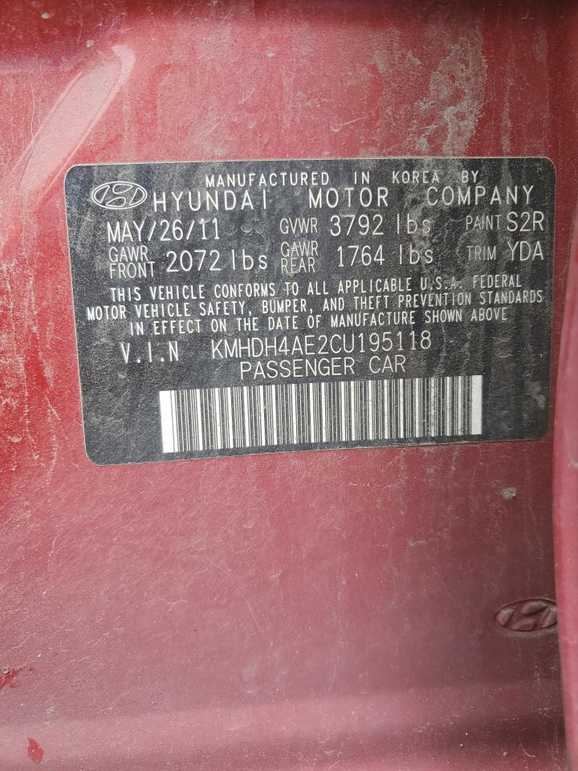 MANUFACTURED IN KOREA BY
HYUNDAI MOTOR COMPANY
MAY/26/11 GVWR 3792 lbs PAINT S2R
GAWR FRONT 2072 lbs GAWR REAR 1764 lbs TRIM YDA
THIS VEHICLE CONFORMS TO ALL APPLICABLE U.S.A. FEDERAL
MOTOR VEHICLE SAFETY, BUMPER, AND THEFT PREVENTION STANDARDS
IN EFFECT ON THE DATE OF MANUFACTURE SHOWN ABOVE
V.I.N KMHDH4AE2CU195118
PASSENGER CAR